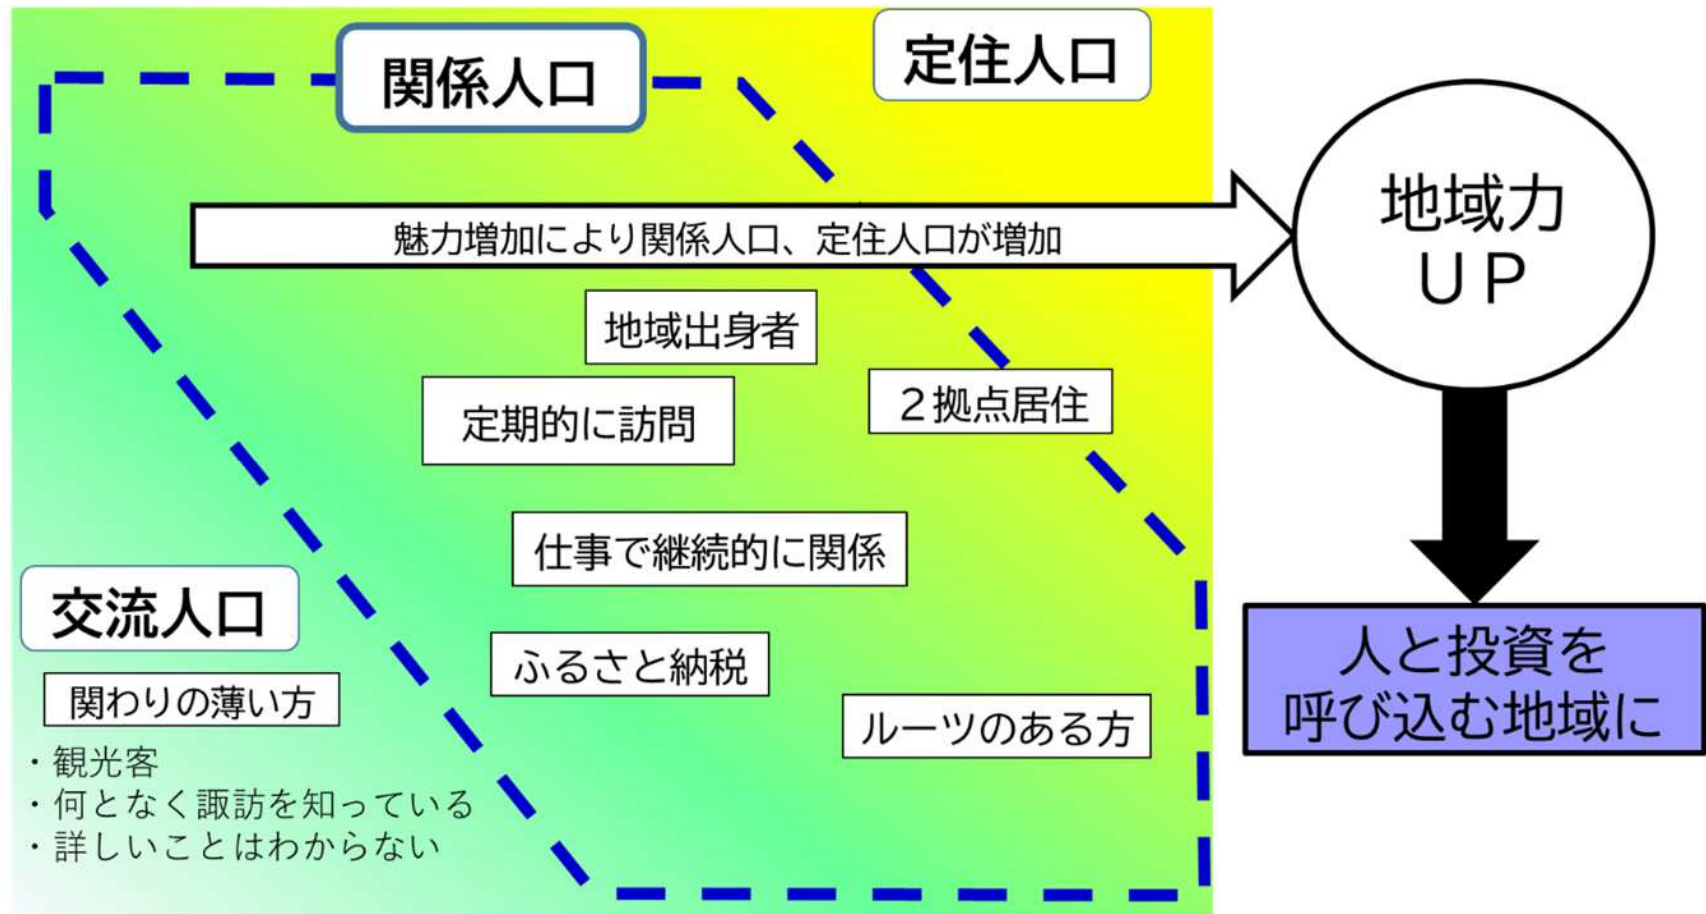 関係人口
定住人口
魅力増加により関係人口、定住人口が増加
地域力
ＵＰ
地域出身者
２拠点居住
定期的に訪問
仕事で継続的に関係
交流人口
ふるさと納税
人と投資を
呼び込む地域に
関わりの薄い方
ルーツのある方
・観光客
・何となく諏訪を知っている
・詳しいことはわからない